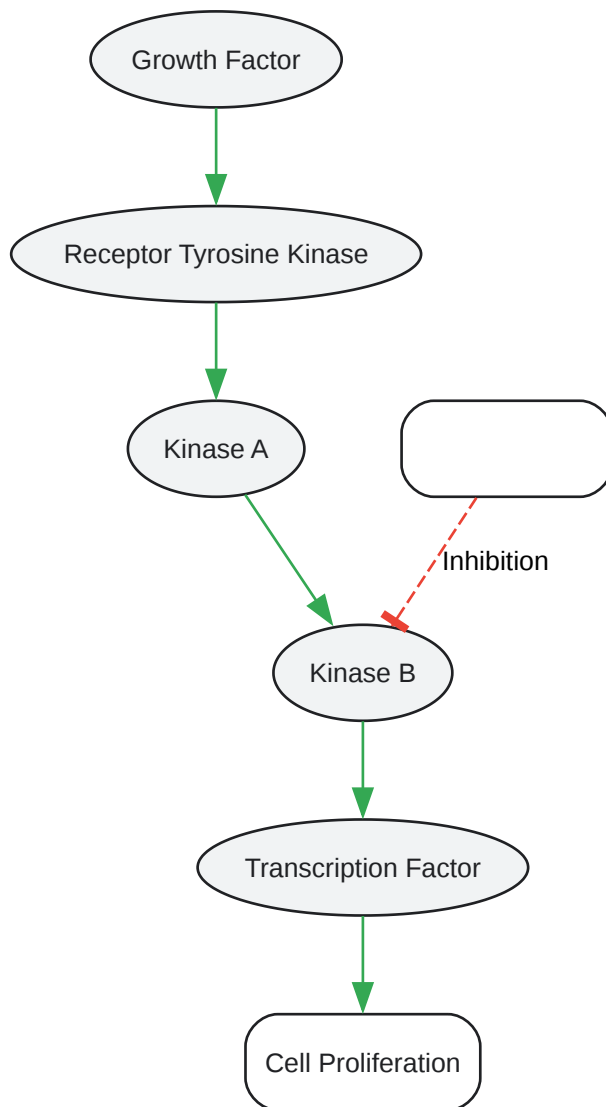 Growth Factor
Receptor Tyrosine Kinase
Kinase A
Inhibition
Kinase B
Transcription Factor
Cell Proliferation